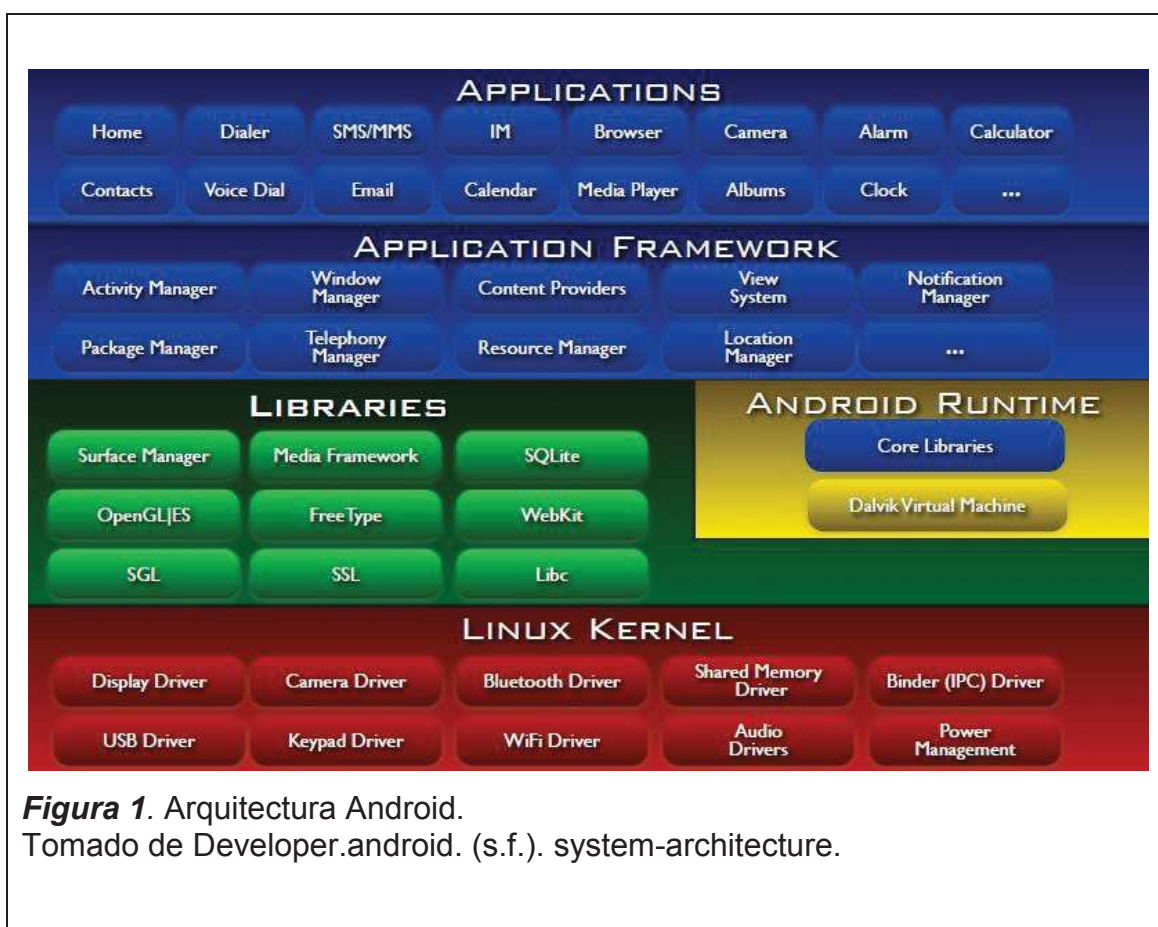 APPLICATIONS
Home Dialer SMS/MMS IM Browser Camera Alarm Calculator
Contacts Voice Dial Email Calendar Media Player Albums Clock ...
APPLICATION FRAMEWORK
Activity Manager Window Manager Content Providers View System Notification Manager
Package Manager Telephony Manager Resource Manager Location Manager ...
LIBRARIES
Surface Manager Media Framework SQLite
OpenGL|ES FreeType WebKit
SGL SSL Libc
ANDROID RUNTIME
Core Libraries
Dalvik Virtual Machine
LINUX KERNEL
Display Driver Camera Driver Bluetooth Driver Shared Memory Driver Binder (IPC) Driver
USB Driver Keypad Driver WiFi Driver Audio Drivers Power Management
Figura 1. Arquitectura Android.
Tomado de Developer.android. (s.f.). system-architecture.